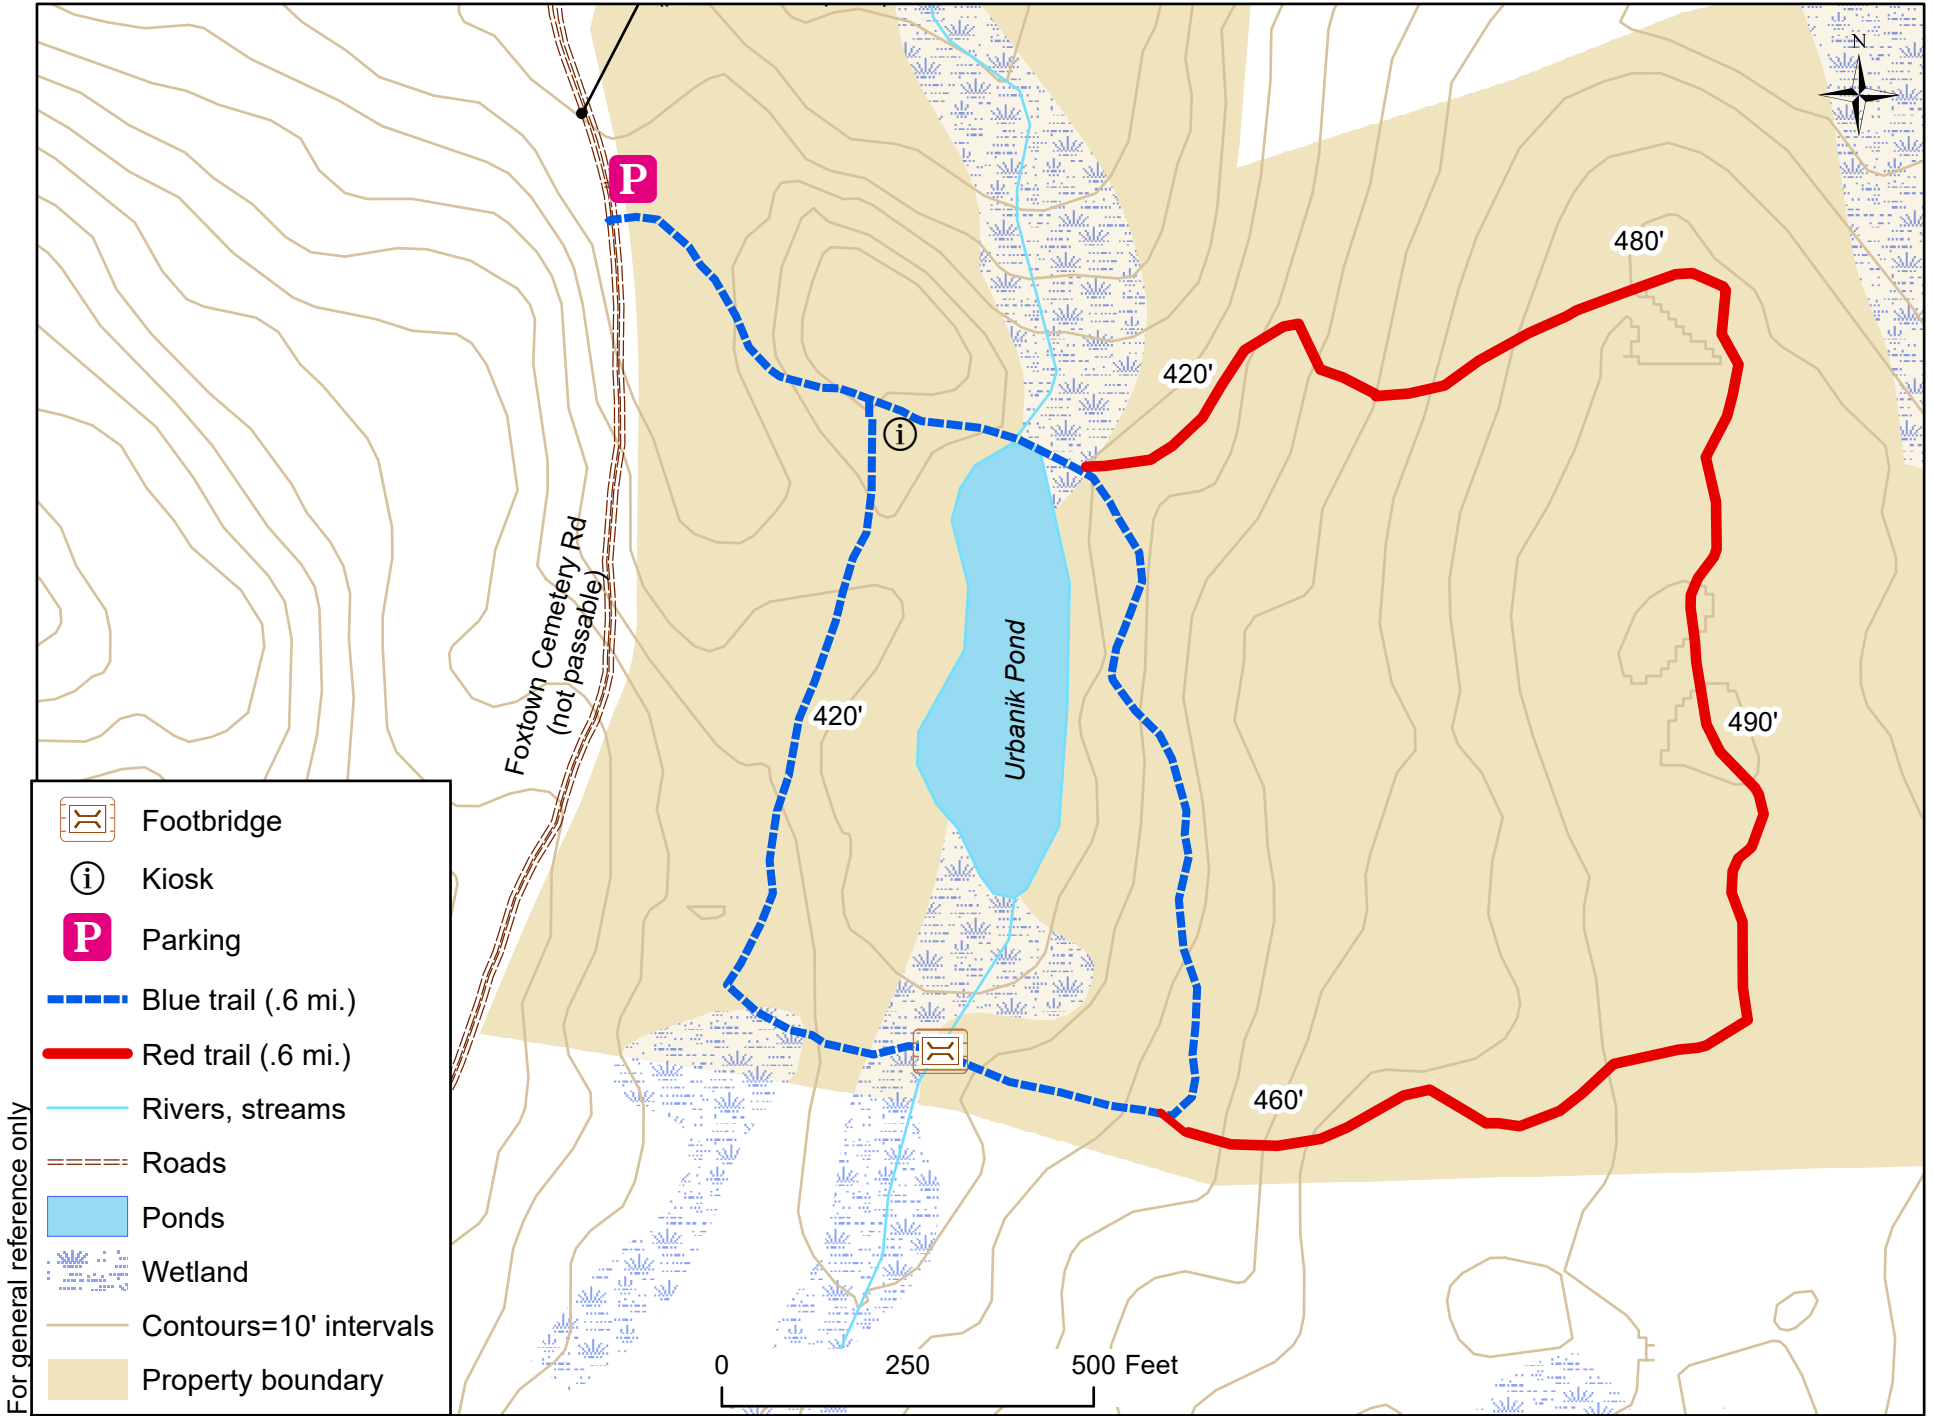 N
P
480'
420'
i
Foxtown Cemetery Rd
(not passable)
Urbanik Pond
420'
490'
460'
Footbridge
i Kiosk
P Parking
Blue trail (.6 mi.)
Red trail (.6 mi.)
Rivers, streams
Roads
Ponds
Wetland
Contours=10' intervals
Property boundary
0 250 500 Feet
For general reference only